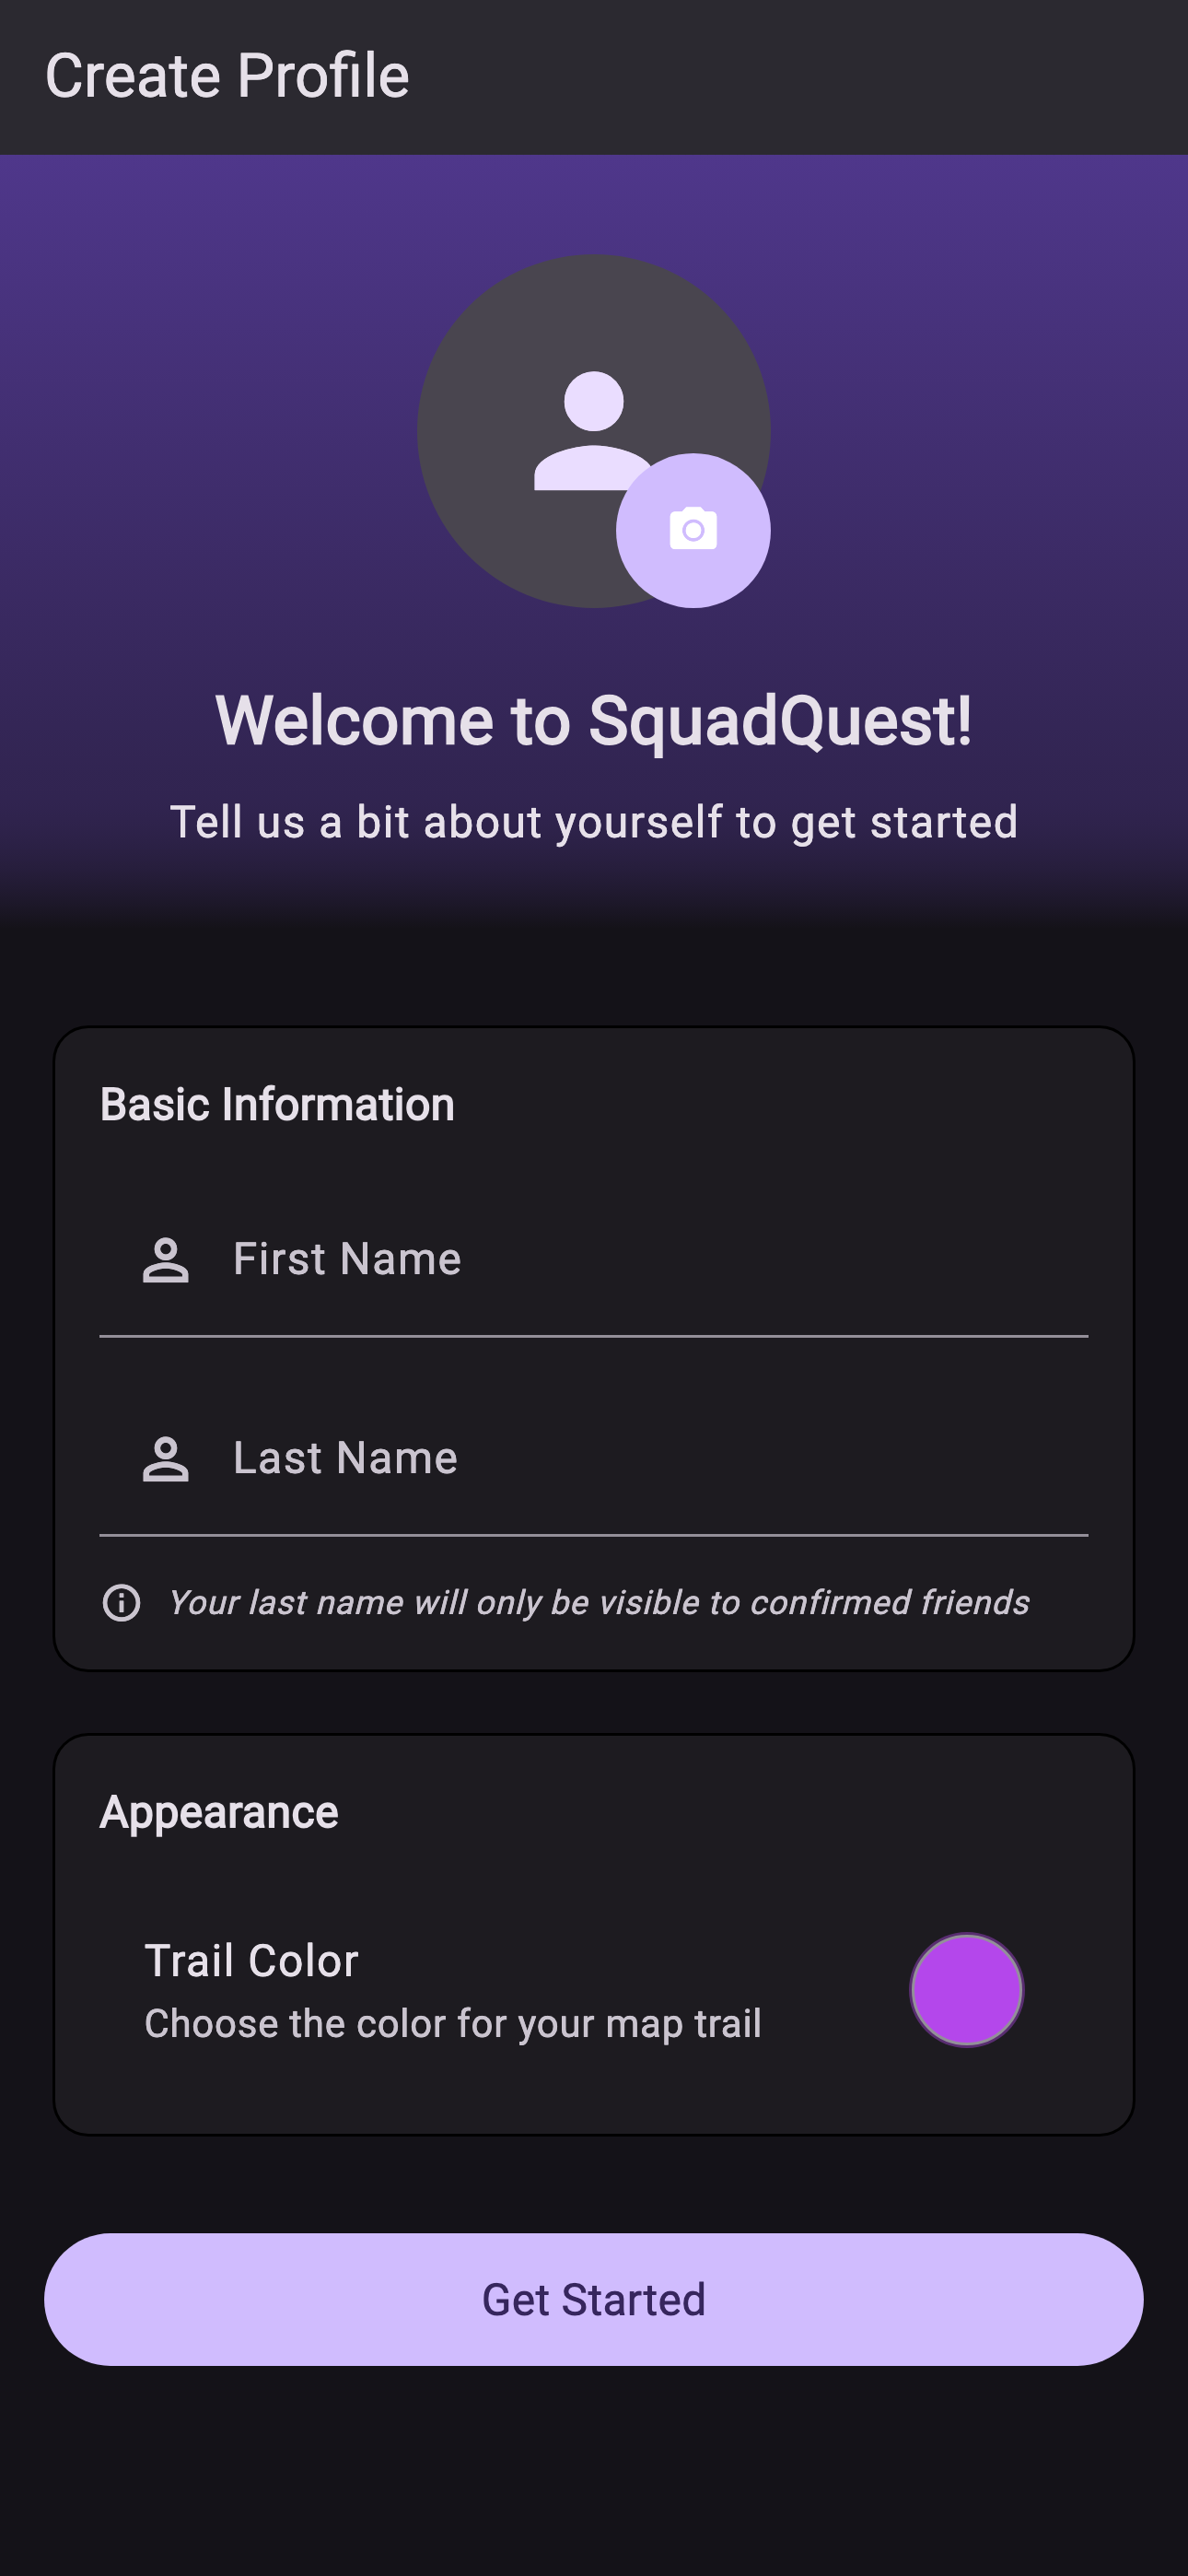 Create Profile
Welcome to SquadQuest!
Tell us a bit about yourself to get started
Basic Information
First Name
Last Name
Your last name will only be visible to confirmed friends
Appearance
Trail Color
Choose the color for your map trail
Get Started